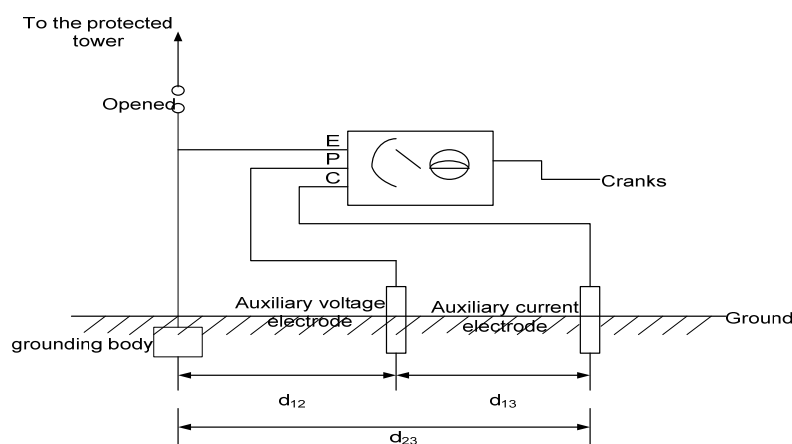 To the protected
tower
Opened
E
P
C
Cranks
Auxiliary voltage
electrode
Auxiliary current
electrode
Ground
grounding body
d12
d13
d23